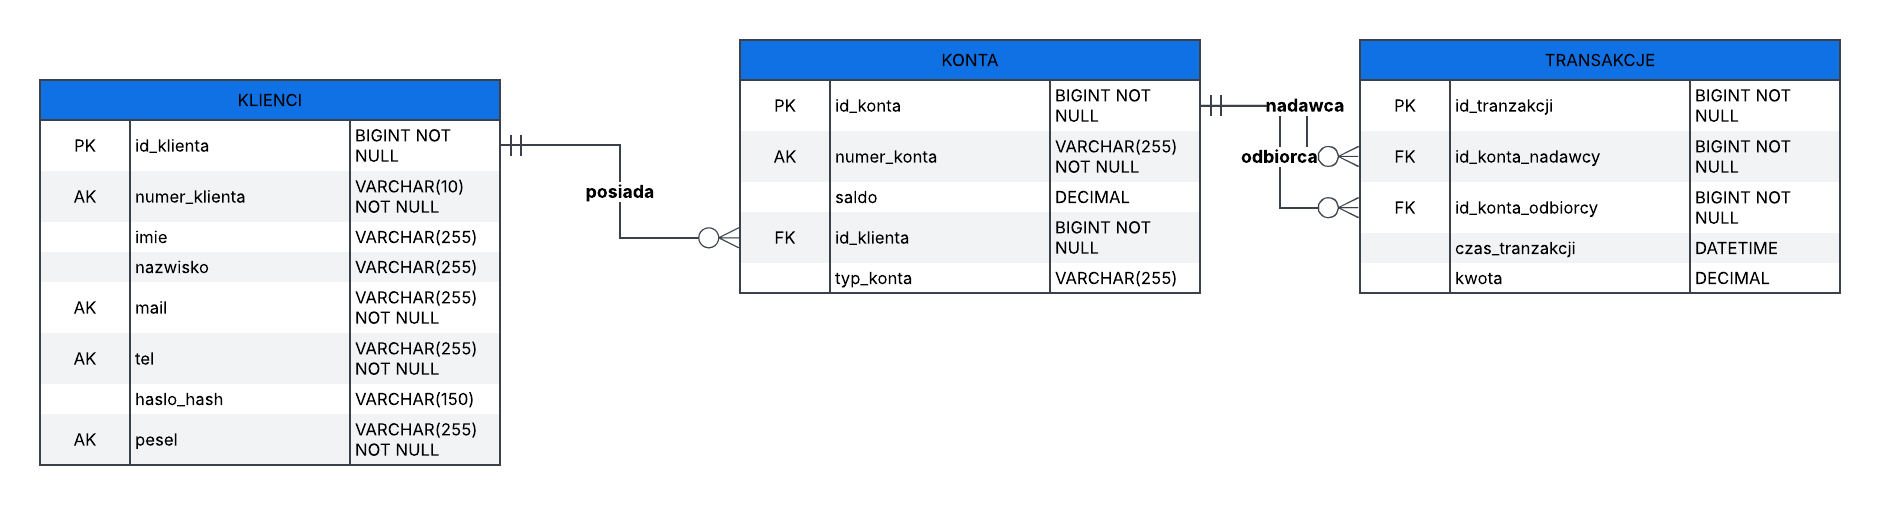 KLIENCI
PK id_klienta BIGINT NOT
NULL
AK numer_klienta VARCHAR(10)
NOT NULL
imie VARCHAR(255)
nazwisko VARCHAR(255)
AK mail VARCHAR(255)
NOT NULL
AK tel VARCHAR(255)
NOT NULL
haslo_hash VARCHAR(150)
AK pesel VARCHAR(255)
NOT NULL
posiada
KONTA
PK id_konta BIGINT NOT
NULL
AK numer_konta VARCHAR(255)
NOT NULL
saldo DECIMAL
FK id_klienta BIGINT NOT
NULL
typ_konta VARCHAR(255)
nadawca
odbiorca
TRANSAKCJE
PK id_tranzakcji BIGINT NOT
NULL
FK id_konta_nadawcy BIGINT NOT
NULL
FK id_konta_odbiorcy BIGINT NOT
NULL
czas_tranzakcji DATETIME
kwota DECIMAL